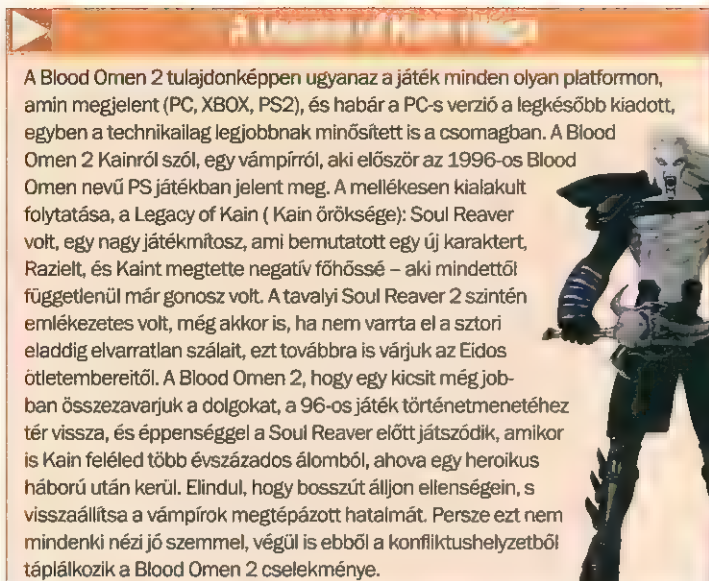 A Blood Omen 2 tulajdonképpen ugyanaz a játék minden olyan platformon,
amin megjelent (PC, XBOX, PS2), és habár a PC-s verzió a legkésőbb kiadott,
egyben a technikailag legjobbnak minősített is a csomagban. A Blood
Omen 2 Kainról szól, egy vámpírról, aki először az 1996-os Blood
Omen nevű PS játékban jelent meg. A mellékesen kialakult
folytatása, a Legacy of Kain ( Kain öröksége): Soul Reaver
volt, egy nagy játékmítosz, ami bemutatott egy új karaktert,
Razielt, és Kaint megtette negatív főhőssé – aki mindettől
függetlenül már gonosz volt. A tavalyi Soul Reaver 2 szintén
emlékezetes volt, még akkor is, ha nem varrta el a sztori
eladdig elvarratlan szálait, ezt továbbra is várjuk az Eidos
ötletembereitől. A Blood Omen 2, hogy egy kicsit még job-
ban összezavarjuk a dolgokat, a 96-os játék történetmenetéhez
tér vissza, és éppenséggel a Soul Reaver előtt játszódik, amikor
is Kain feléled több évszázados álomból, ahova egy heroikus
háború után kerül. Elindul, hogy bosszút álljon ellenségein, s
visszaállítsa a vámpírok megtépázott hatalmát. Persze ezt nem
mindenki nézi jó szemmel, végül is ebből a konfliktushelyzetből
táplálkozik a Blood Omen 2 cselekménye.